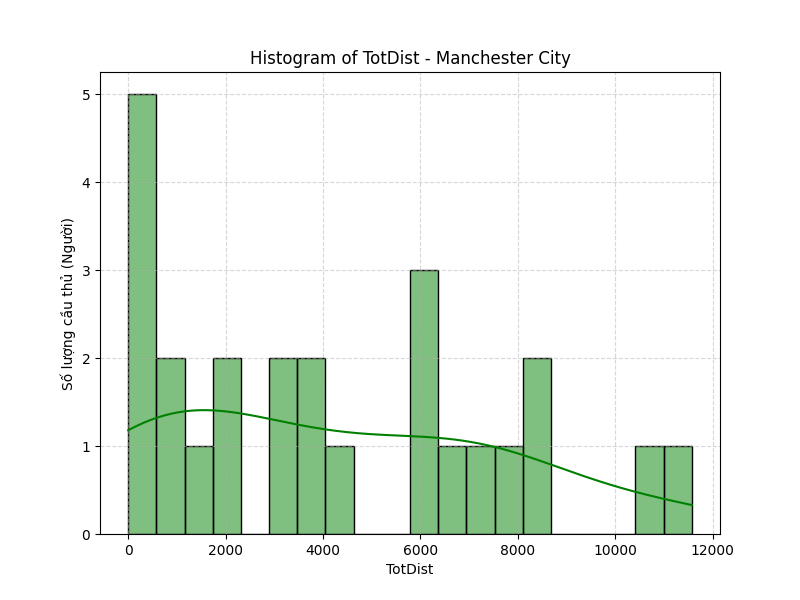 Histogram of TotDist - Manchester City
Số lượng cầu thủ (Người)
5
4
3
2
1
0
0 2000 4000 6000 8000 10000 12000
TotDist